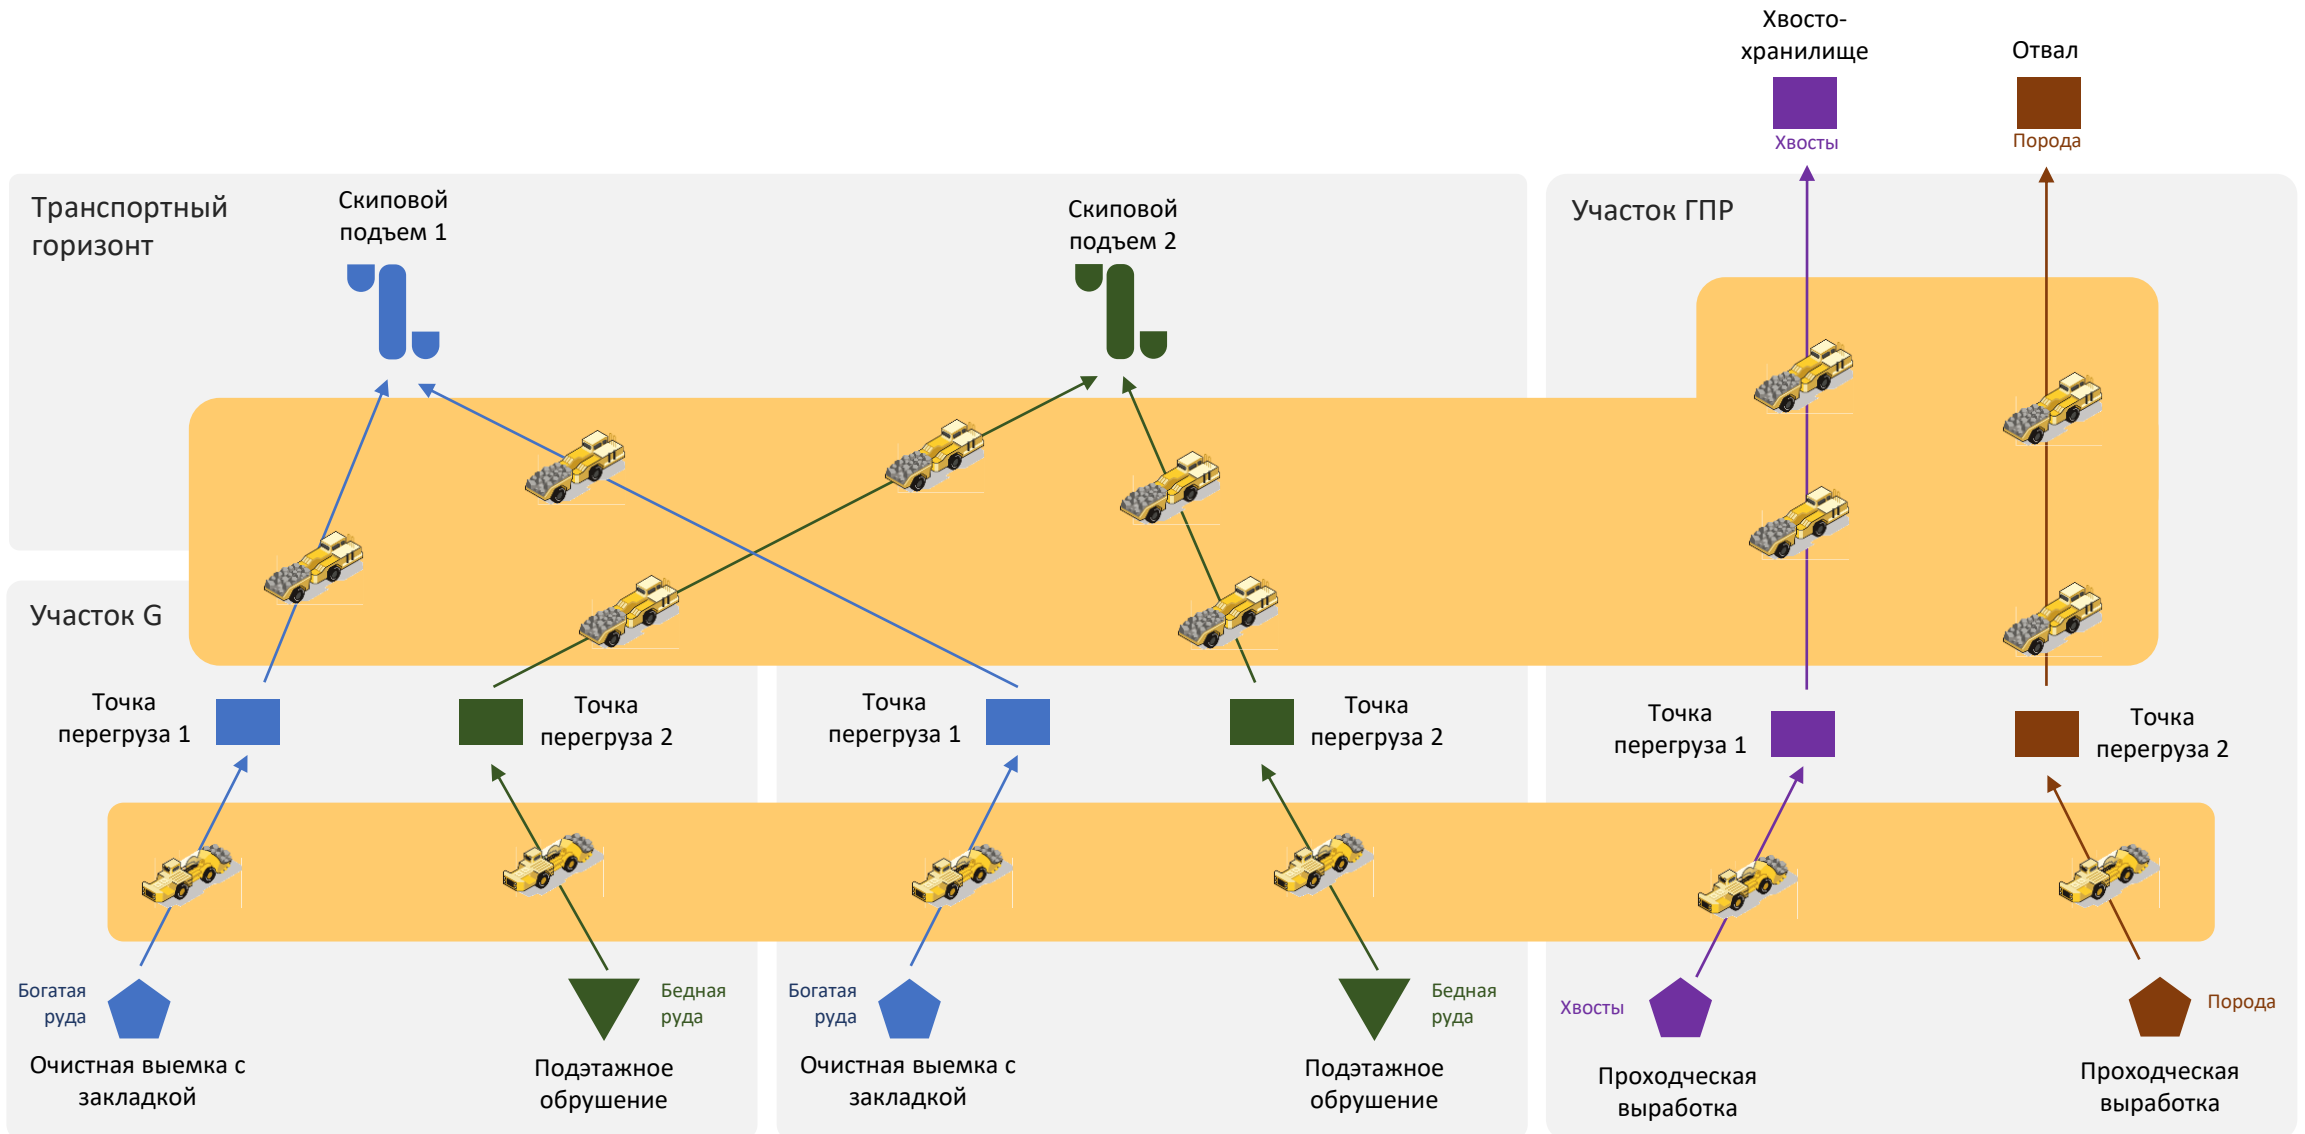 Хвосто-
хранилище
Отвал
Хвосты
Порода
Транспортный
горизонт
Скиповой
подъем 1
Скиповой
подъем 2
Участок ГПР
Участок G
Точка
перегруза 1
Точка
перегруза 2
Точка
перегруза 1
Точка
перегруза 2
Точка
перегруза 1
Точка
перегруза 2
Богатая
руда
Бедная
руда
Богатая
руда
Бедная
руда
Хвосты
Порода
Очистная выемка с
закладкой
Подэтажное
обрушение
Очистная выемка с
закладкой
Подэтажное
обрушение
Проходческая
выработка
Проходческая
выработка